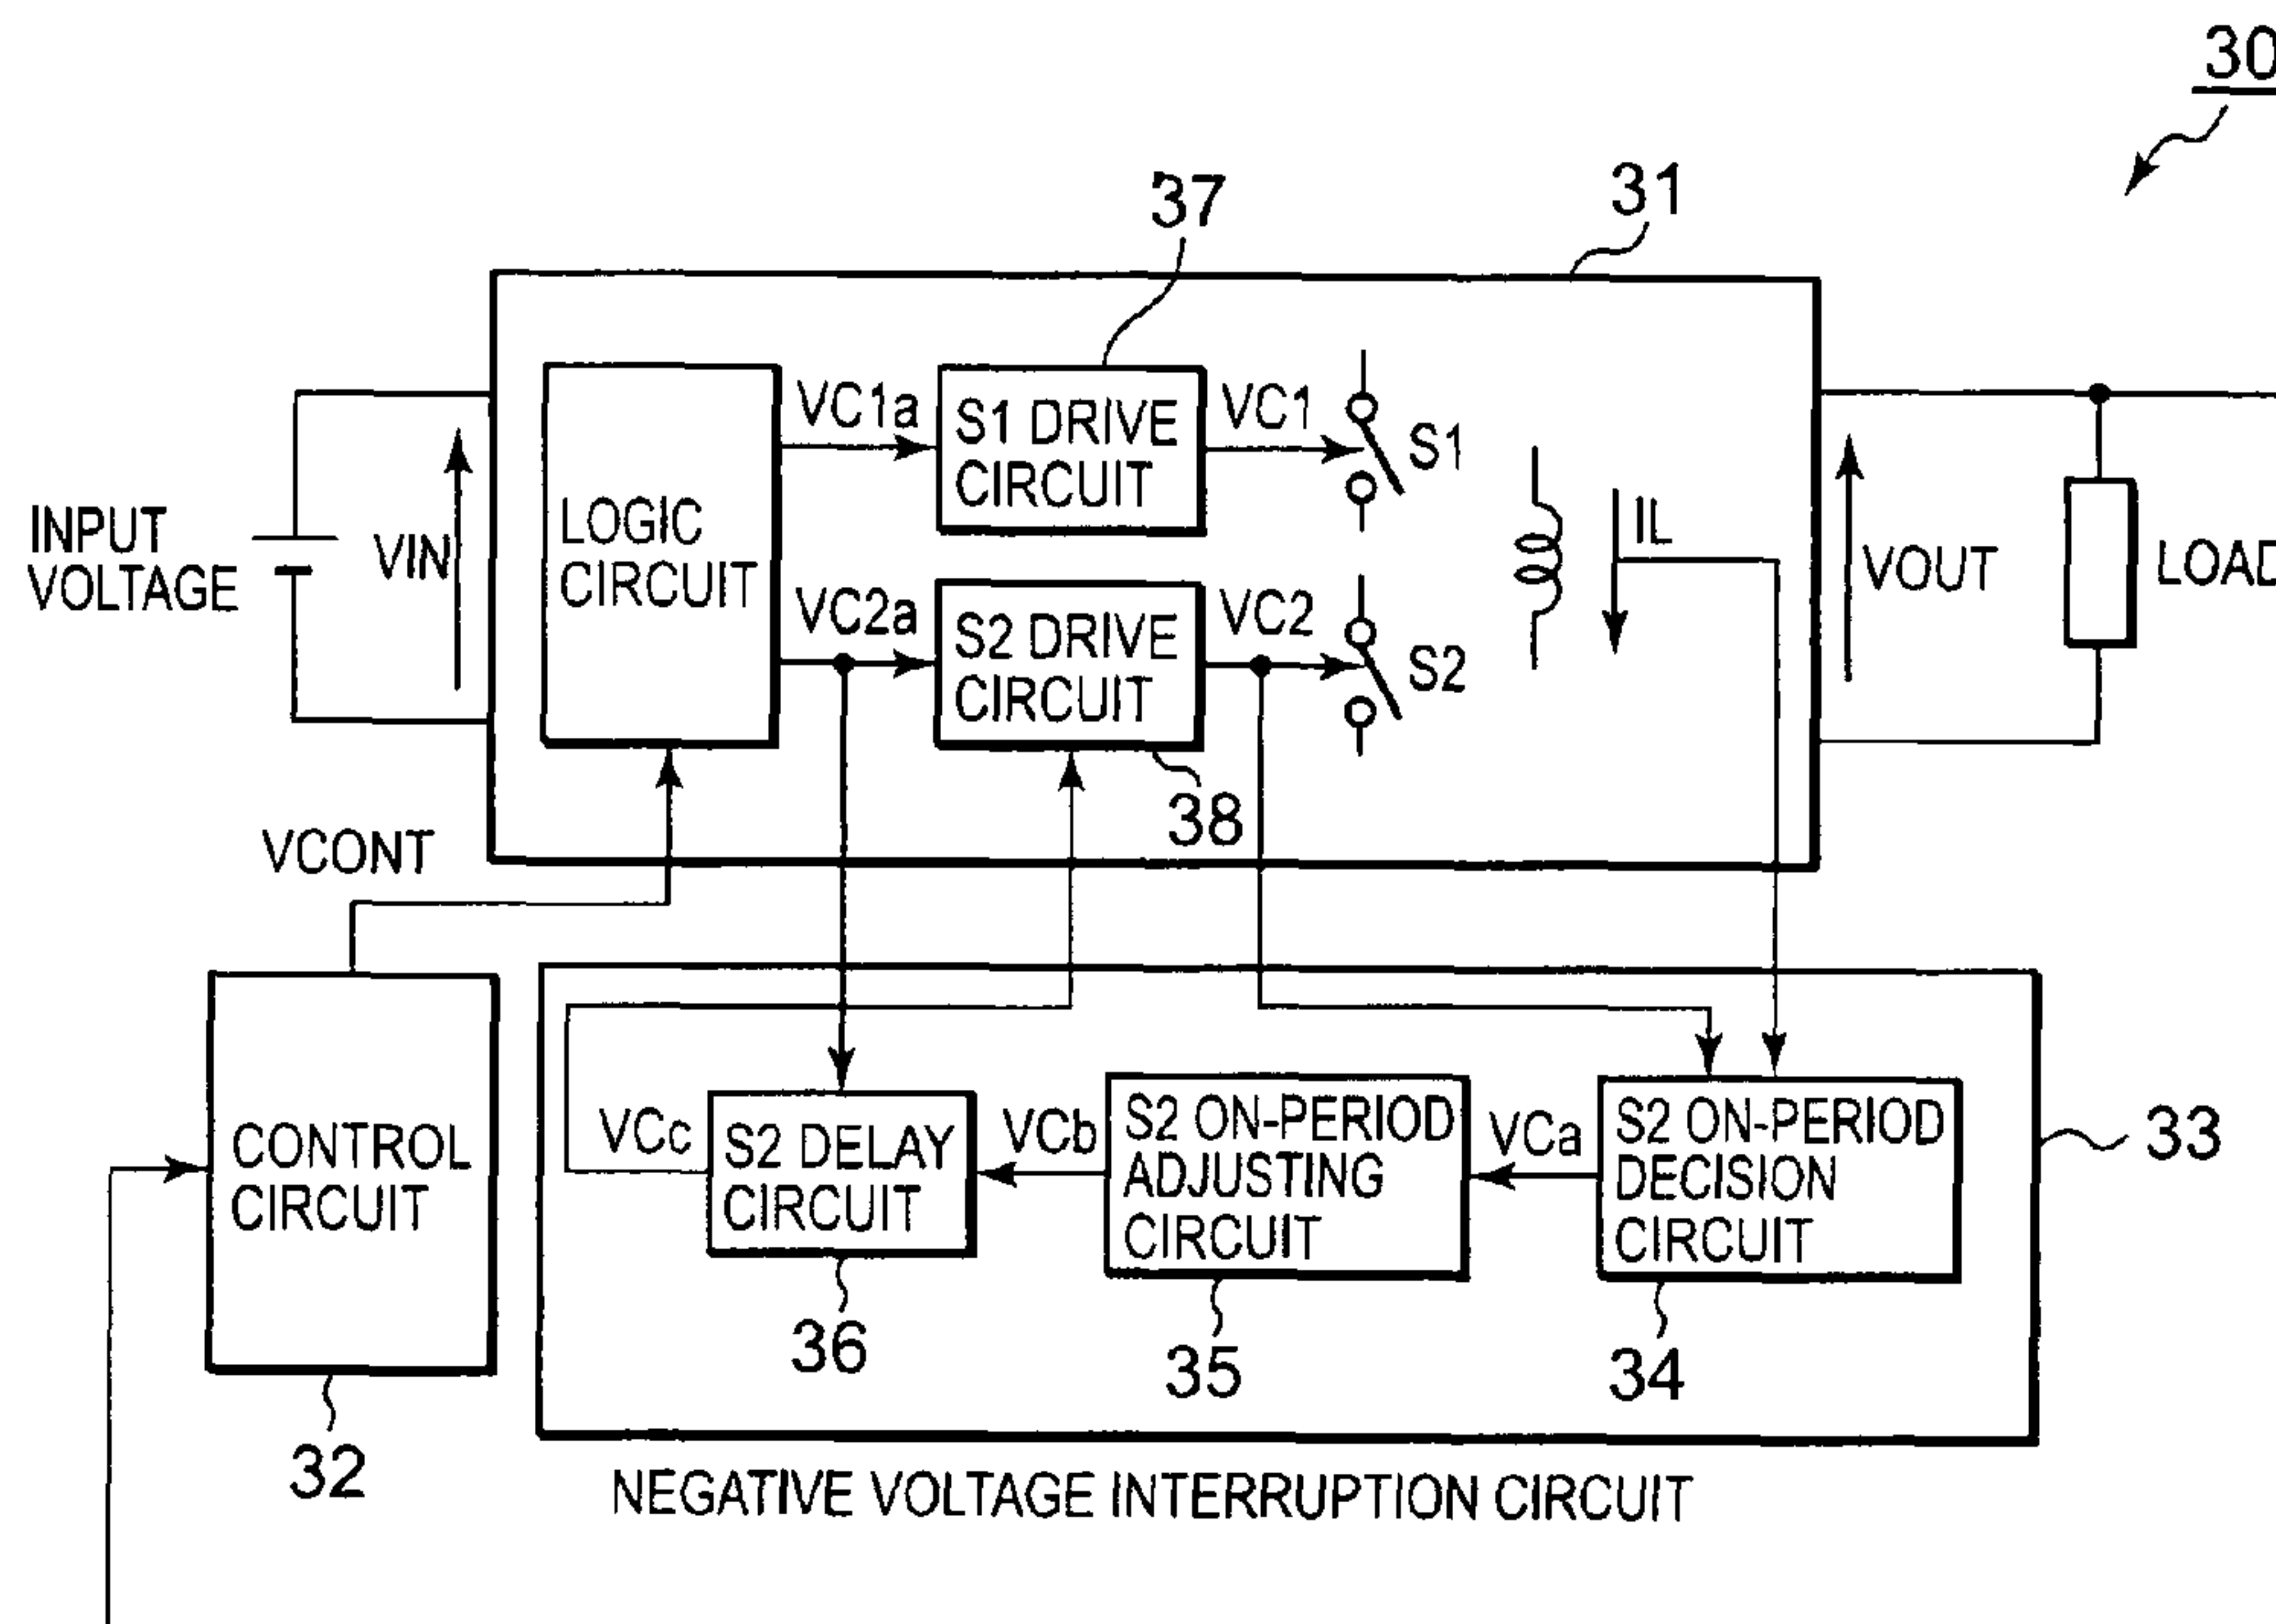 30
31
37
VC1a
S1 DRIVE
CIRCUIT
VC1
S1
LOGIC
CIRCUIT
INPUT
VOLTAGE
VIN
IL
VOUT
LOAD
VC2a
S2 DRIVE
CIRCUIT
VC2
S2
38
VCONT
CONTROL
CIRCUIT
32
VCc
S2 DELAY
CIRCUIT
36
VCb
S2 ON-PERIOD
ADJUSTING
CIRCUIT
35
VCa
S2 ON-PERIOD
DECISION
CIRCUIT
34
33
NEGATIVE VOLTAGE INTERRUPTION CIRCUIT